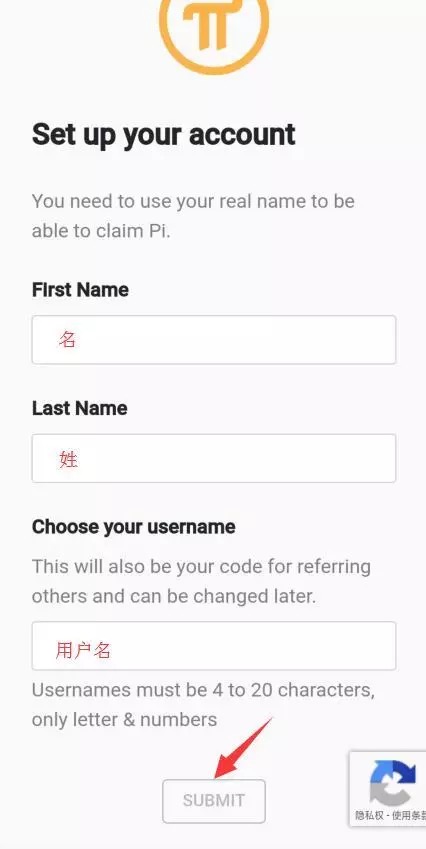 Set up your account
You need to use your real name to be
able to claim Pi.
First Name
名
Last Name
姓
Choose your username
This will also be your code for referring
others and can be changed later.
用户名
Usernames must be 4 to 20 characters,
only letter & numbers
SUBMIT
隐私权 - 使用条款